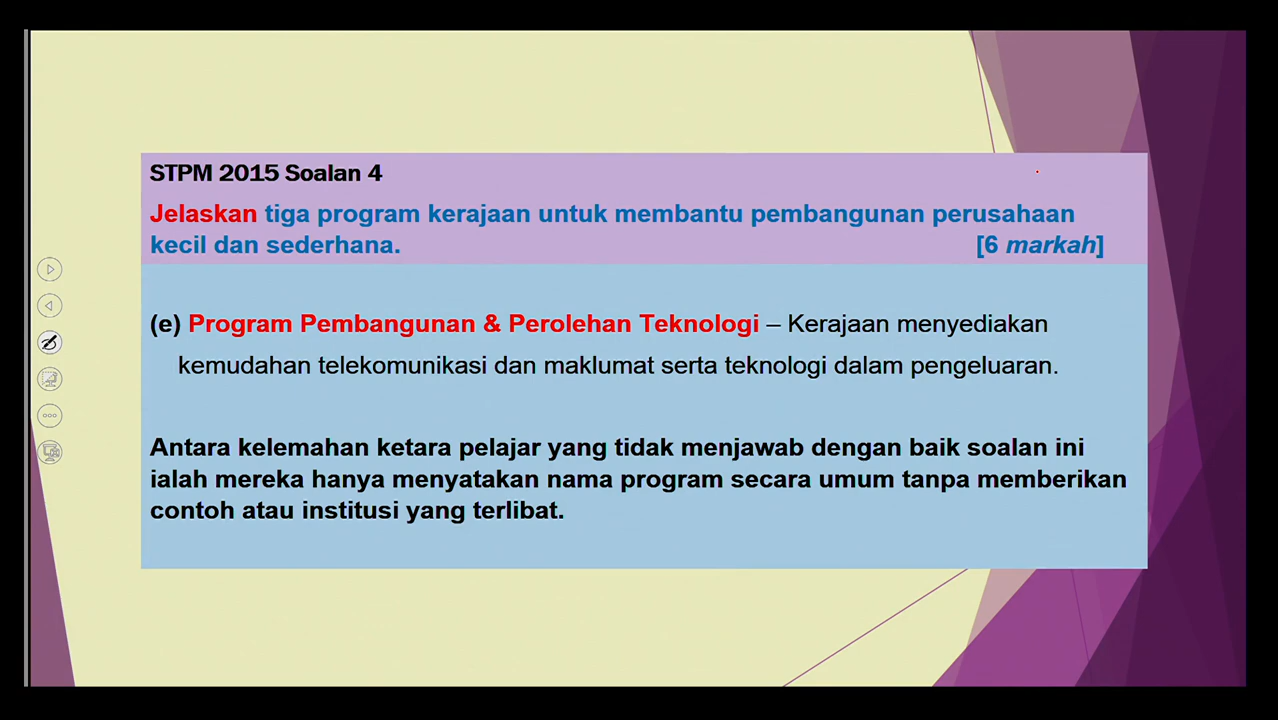 STPM 2015 Soalan 4
Jelaskan tiga program kerajaan untuk membantu pembangunan perusahaan
kecil dan sederhana. [6 markah]
(e) Program Pembangunan & Perolehan Teknologi – Kerajaan menyediakan
kemudahan telekomunikasi dan maklumat serta teknologi dalam pengeluaran.
Antara kelemahan ketara pelajar yang tidak menjawab dengan baik soalan ini
ialah mereka hanya menyatakan nama program secara umum tanpa memberikan
contoh atau institusi yang terlibat.